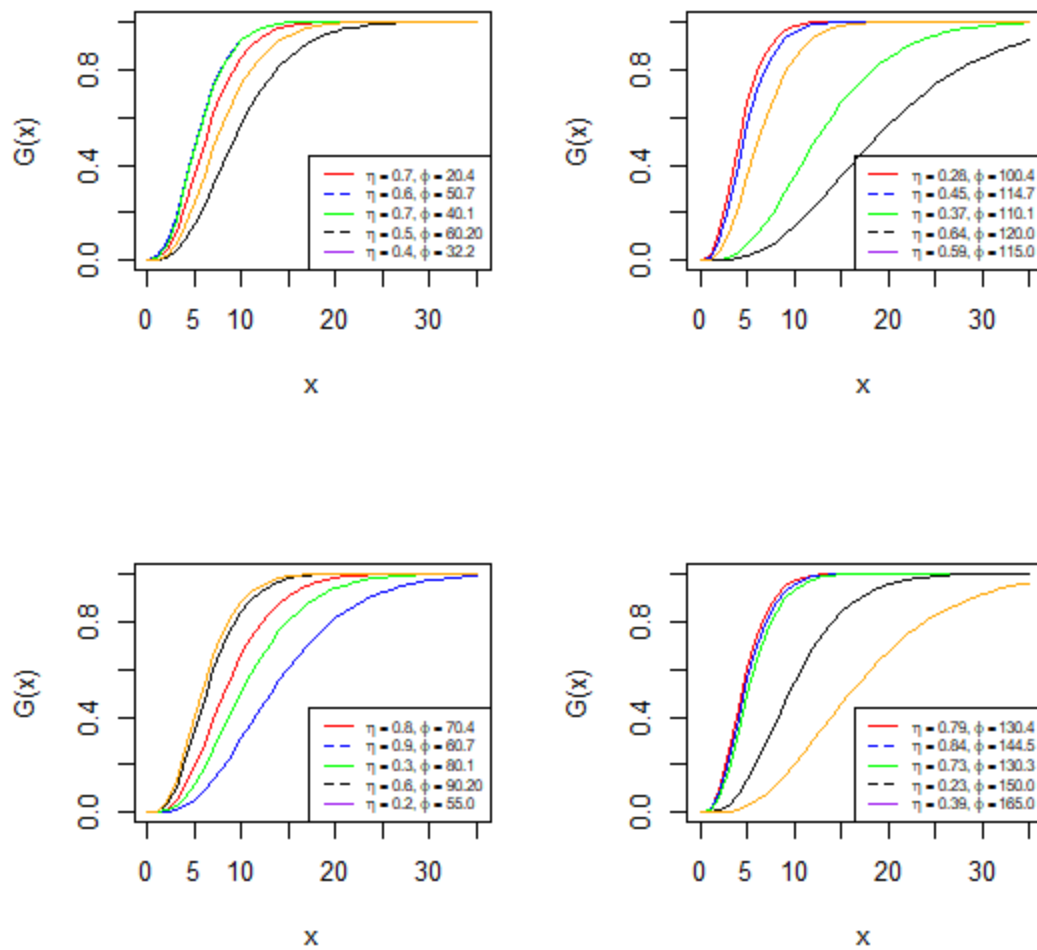 G(x)
0.0 0.4 0.8
η = 0.7, ϕ = 20.4
η = 0.6, ϕ = 50.7
η = 0.7, ϕ = 40.1
η = 0.5, ϕ = 60.20
η = 0.4, ϕ = 32.2
0 5 10 20 30
x
G(x)
0.0 0.4 0.8
η = 0.28, ϕ = 100.4
η = 0.45, ϕ = 114.7
η = 0.37, ϕ = 110.1
η = 0.64, ϕ = 120.0
η = 0.59, ϕ = 115.0
0 5 10 20 30
x
G(x)
0.0 0.4 0.8
η = 0.8, ϕ = 70.4
η = 0.9, ϕ = 60.7
η = 0.3, ϕ = 80.1
η = 0.6, ϕ = 90.20
η = 0.2, ϕ = 55.0
0 5 10 20 30
x
G(x)
0.0 0.4 0.8
η = 0.79, ϕ = 130.4
η = 0.84, ϕ = 144.5
η = 0.73, ϕ = 130.3
η = 0.23, ϕ = 150.0
η = 0.39, ϕ = 165.0
0 5 10 20 30
x